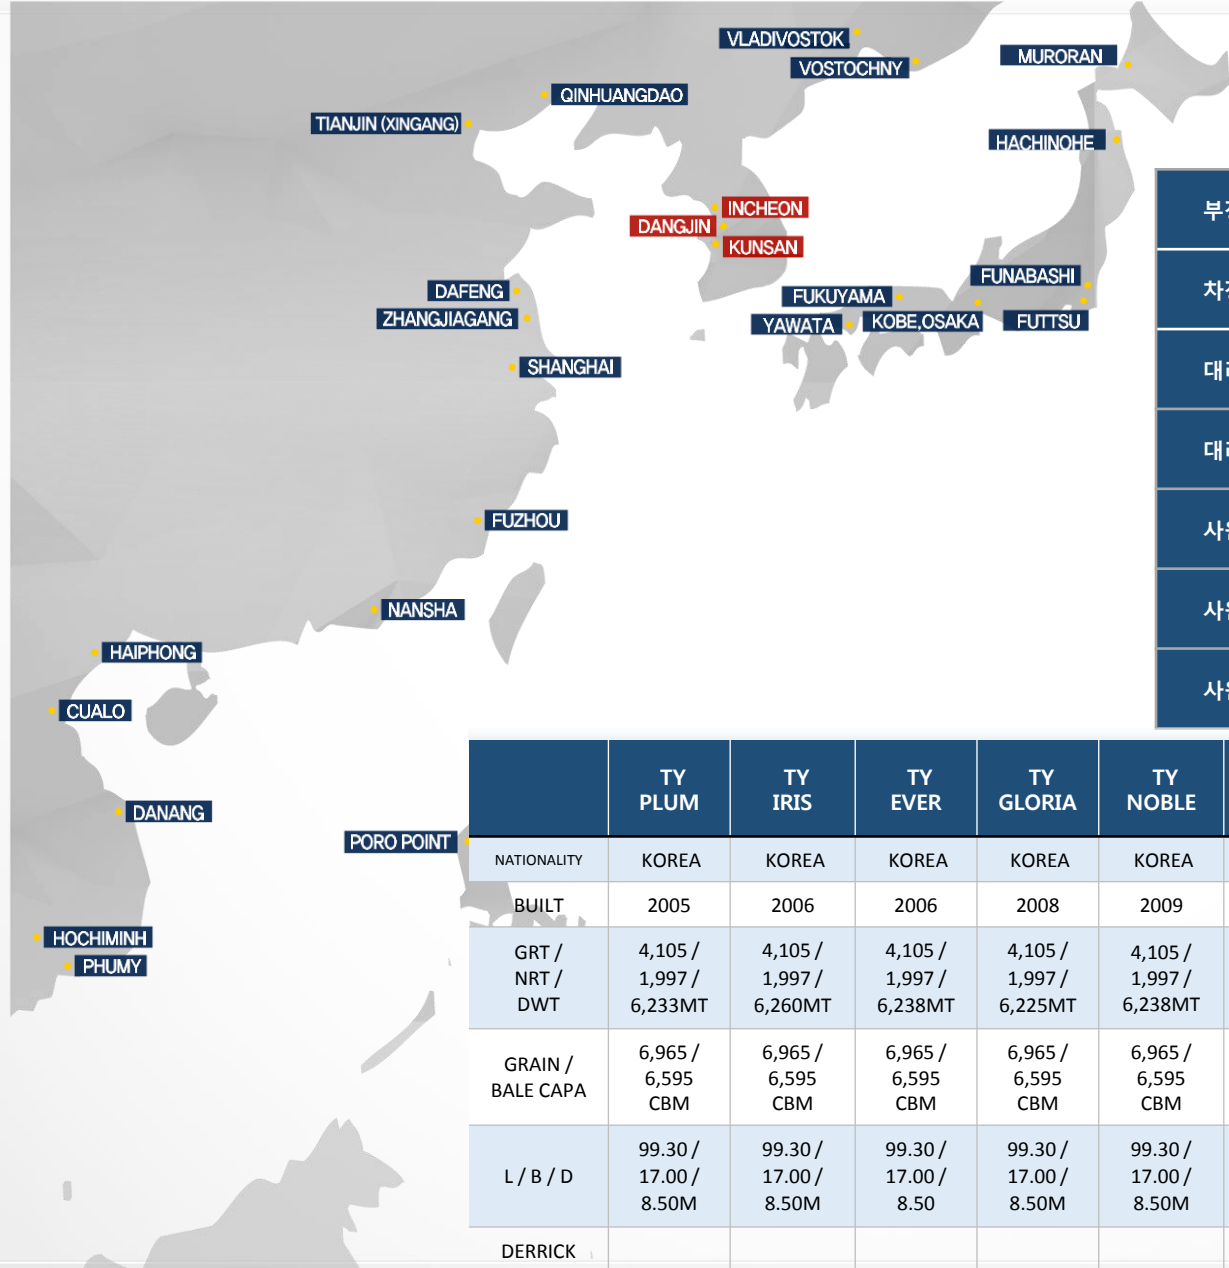 VLADIVOSTOK
VOSTOCHNY
MURORAN
QINHUANGDAO
TIANJIN (XINGANG)
HACHINOHE
INCHEON
DANGJIN
KUNSAN
DAFENG
ZHANGJIAGANG
FUNABASHI
FUKUYAMA
YAWATA
KOBE,OSAKA
FUTTSU
SHANGHAI
FUZHOU
NANSHA
HAIPHONG
CUALO
DANANG
PORO POINT
HOCHIMINH
PHUMY
부
차
대
대
사
사
사
TY PLUM TY IRIS TY EVER TY GLORIA TY NOBLE
NATIONALITY KOREA KOREA KOREA KOREA KOREA
BUILT 2005 2006 2006 2008 2009
GRT / 4,105 / 4,105 / 4,105 / 4,105 / 4,105 /
NRT / 1,997 / 1,997 / 1,997 / 1,997 / 1,997 /
DWT 6,233MT 6,260MT 6,238MT 6,225MT 6,238MT
GRAIN / 6,965 / 6,965 / 6,965 / 6,965 / 6,965 /
BALE CAPA 6,595 6,595 6,595 6,595 6,595
CBM CBM CBM CBM CBM
99.30 / 99.30 / 99.30 / 99.30 / 99.30 /
L / B / D 17.00 / 17.00 / 17.00 / 17.00 / 17.00 /
8.50M 8.50M 8.50 8.50M 8.50M
DERRICK